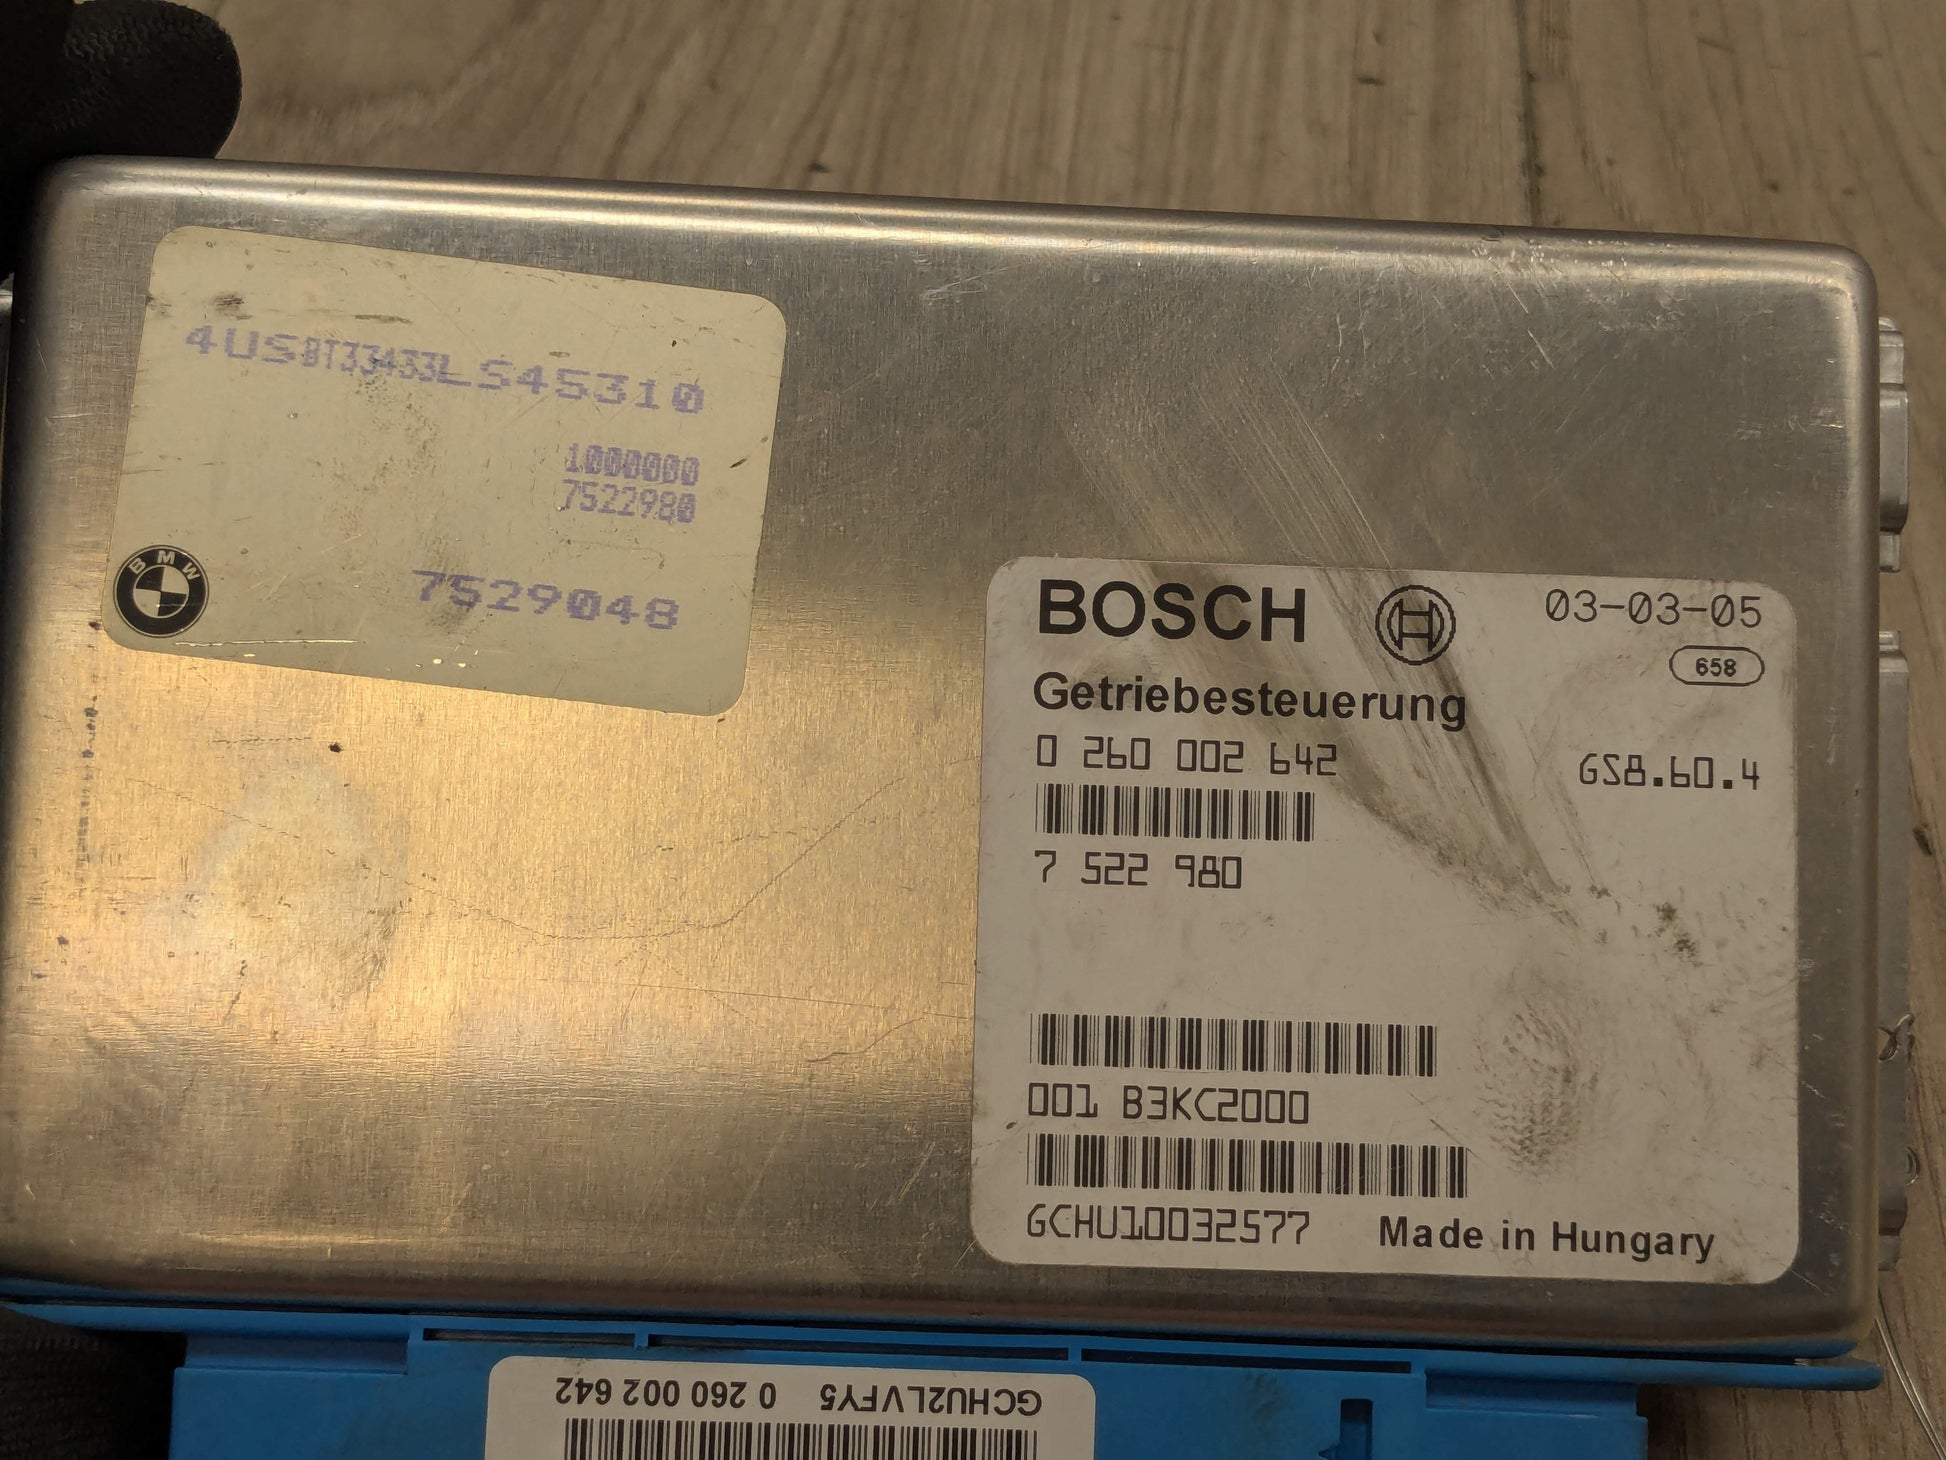 4USBT33433LS45310
1000000
7522980
BMW
7529048
BOSCH
03-03-05
658
Getriebesteuerung
0 260 002 642
GS8.60.4
7 522 980
001 B3KC2000
GCHU10032577
Made in Hungary
GCHU2LVFY5 0 260 002 642